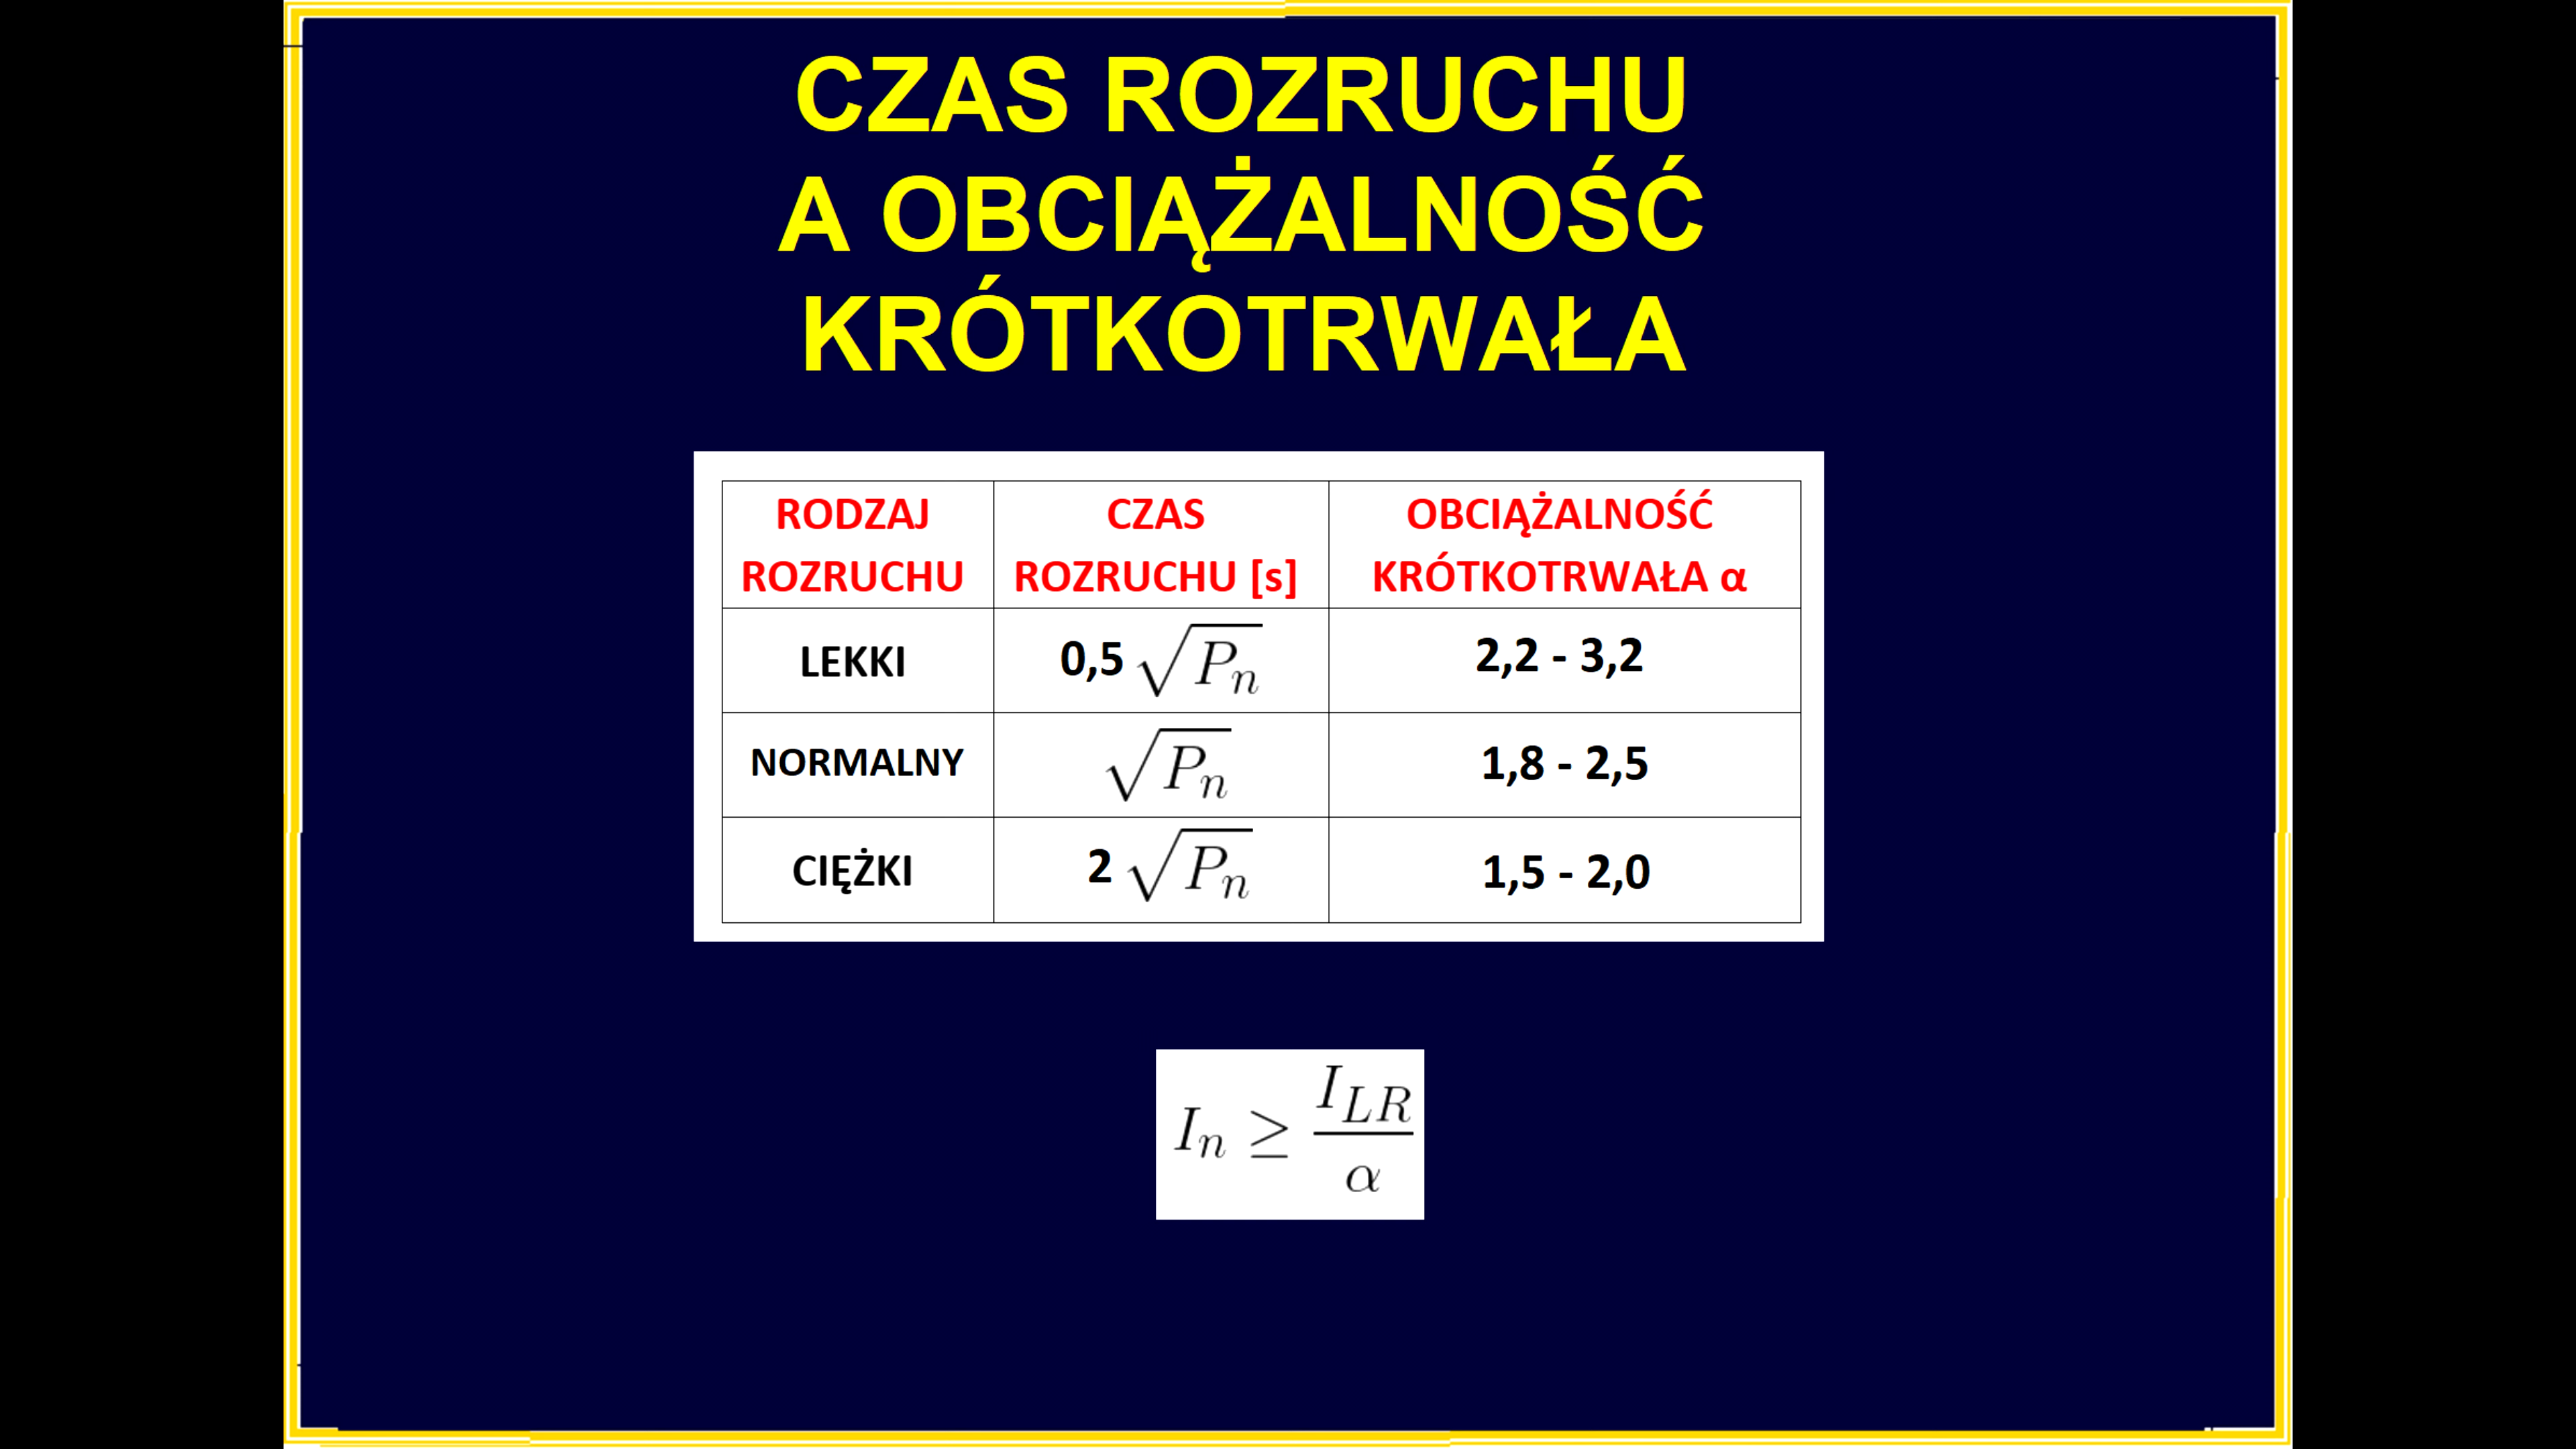 CZAS ROZRUCHU
A OBCIĄŻALNOŚĆ
KRÓTKOTRWAŁA
RODZAJ ROZRUCHU CZAS ROZRUCHU [s] OBCIĄŻALNOŚĆ KRÓTKOTRWAŁA α
LEKKI 0,5 √Pn 2,2 - 3,2
NORMALNY √Pn 1,8 - 2,5
CIĘŻKI 2 √Pn 1,5 - 2,0
In ≥ ILR / α